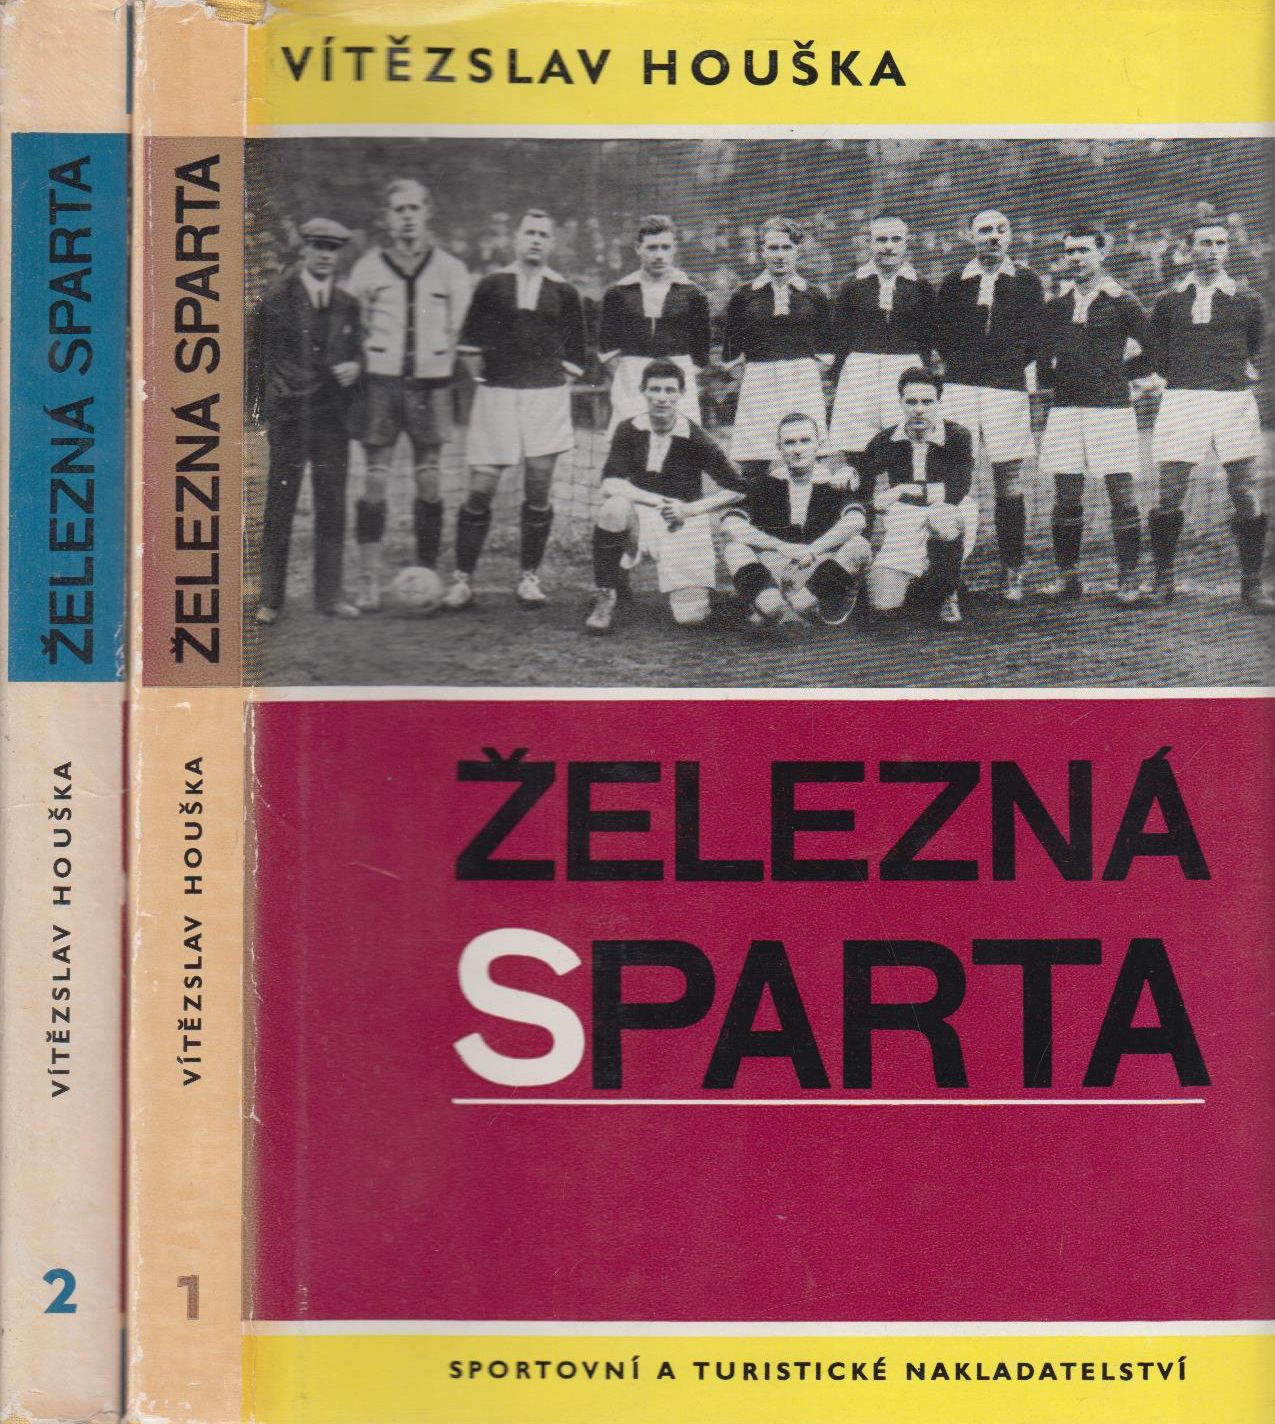 ŽELEZNÁ SPARTA
VÍTĚZSLAV HOUŠKA
2
ŽELEZNÁ SPARTA
VÍTĚZSLAV HOUŠKA
1
VÍTĚZSLAV HOUŠKA
ŽELEZNÁ
SPARTA
SPORTOVNÍ A TURISTICKÉ NAKLADATELSTVÍ